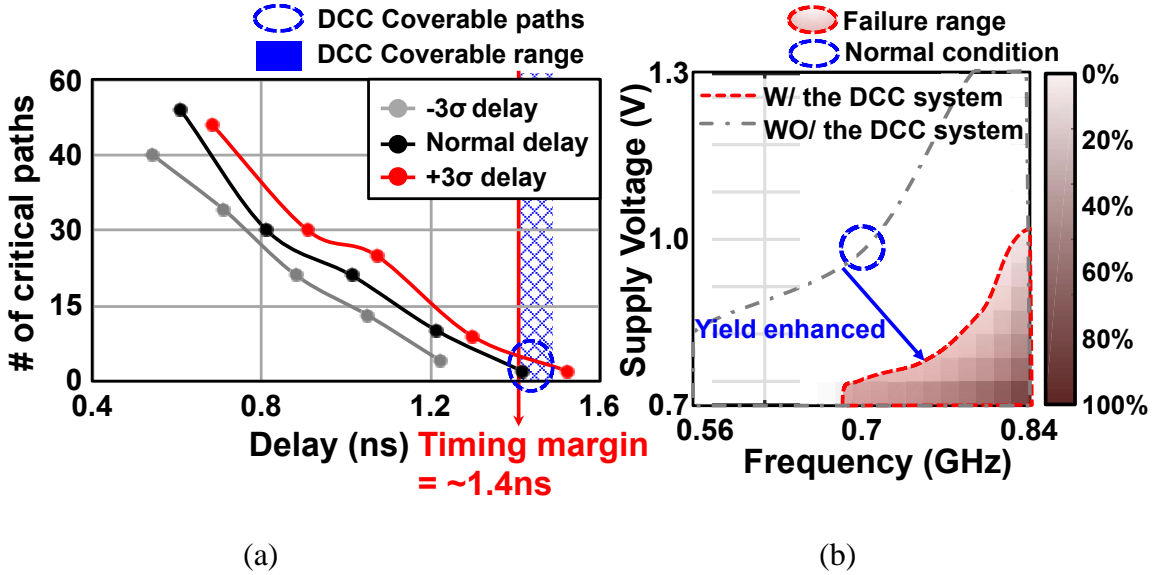 DCC Coverable paths
DCC Coverable range
60
40
30
15
0
# of critical paths
-3σ delay
Normal delay
+3σ delay
0.4
0.8
1.2
1.6
Delay (ns)
Timing margin
= ~1.4ns
(a)
Failure range
Normal condition
1.3
1.0
0.7
Supply Voltage (V)
W/ the DCC system
WO/ the DCC system
Yield enhanced
0%
20%
40%
60%
80%
100%
0.56
0.7
0.84
Frequency (GHz)
(b)